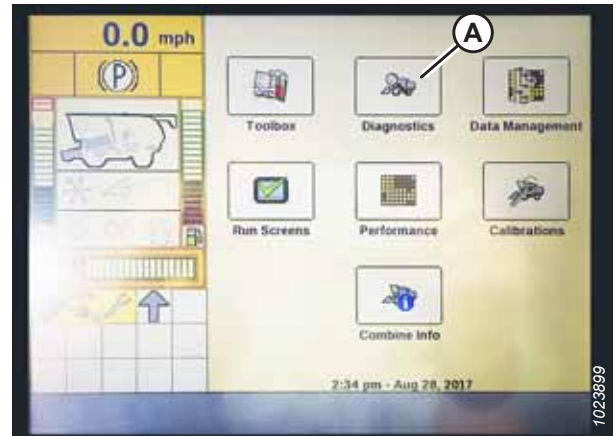 0.0 mph
A
(P)
Toolbox
Diagnostics
Data Management
Run Screens
Performance
Calibrations
Combine Info
2:34 pm - Aug 28, 2017
1023899